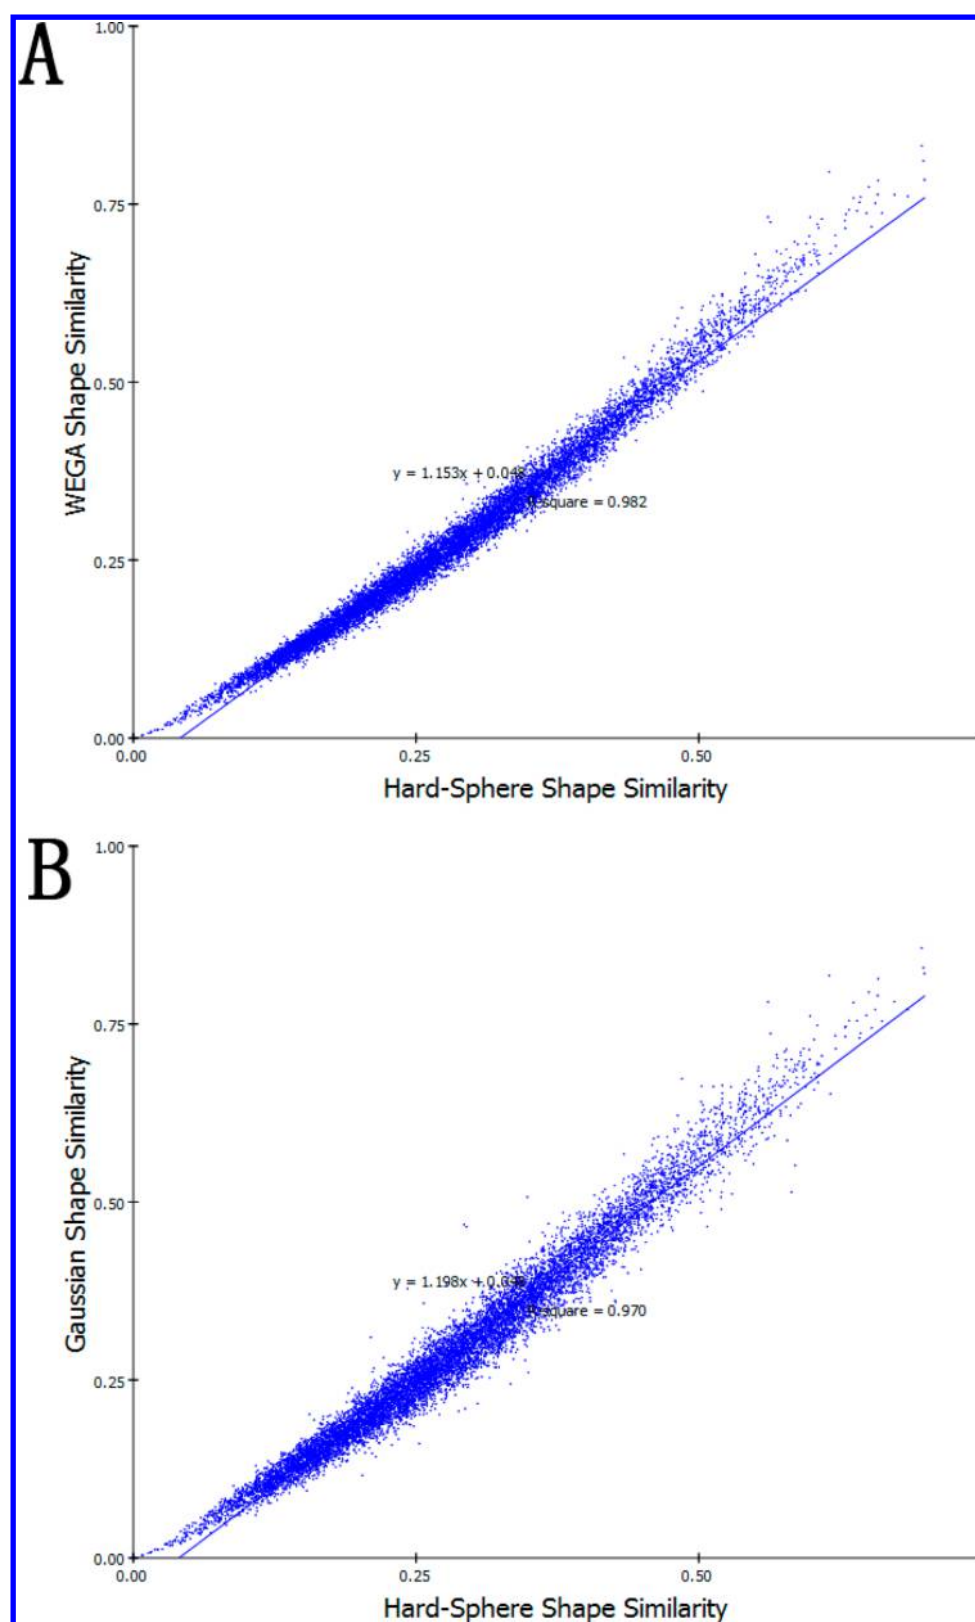 A
1.00
0.75
0.50
0.25
0.00
WEGA Shape Similarity
y = 1.153x + 0.048
square = 0.982
0.00 0.25 0.50
Hard-Sphere Shape Similarity
B
1.00
0.75
0.50
0.25
0.00
Gaussian Shape Similarity
y = 1.198x +
square = 0.970
0.00 0.25 0.50
Hard-Sphere Shape Similarity